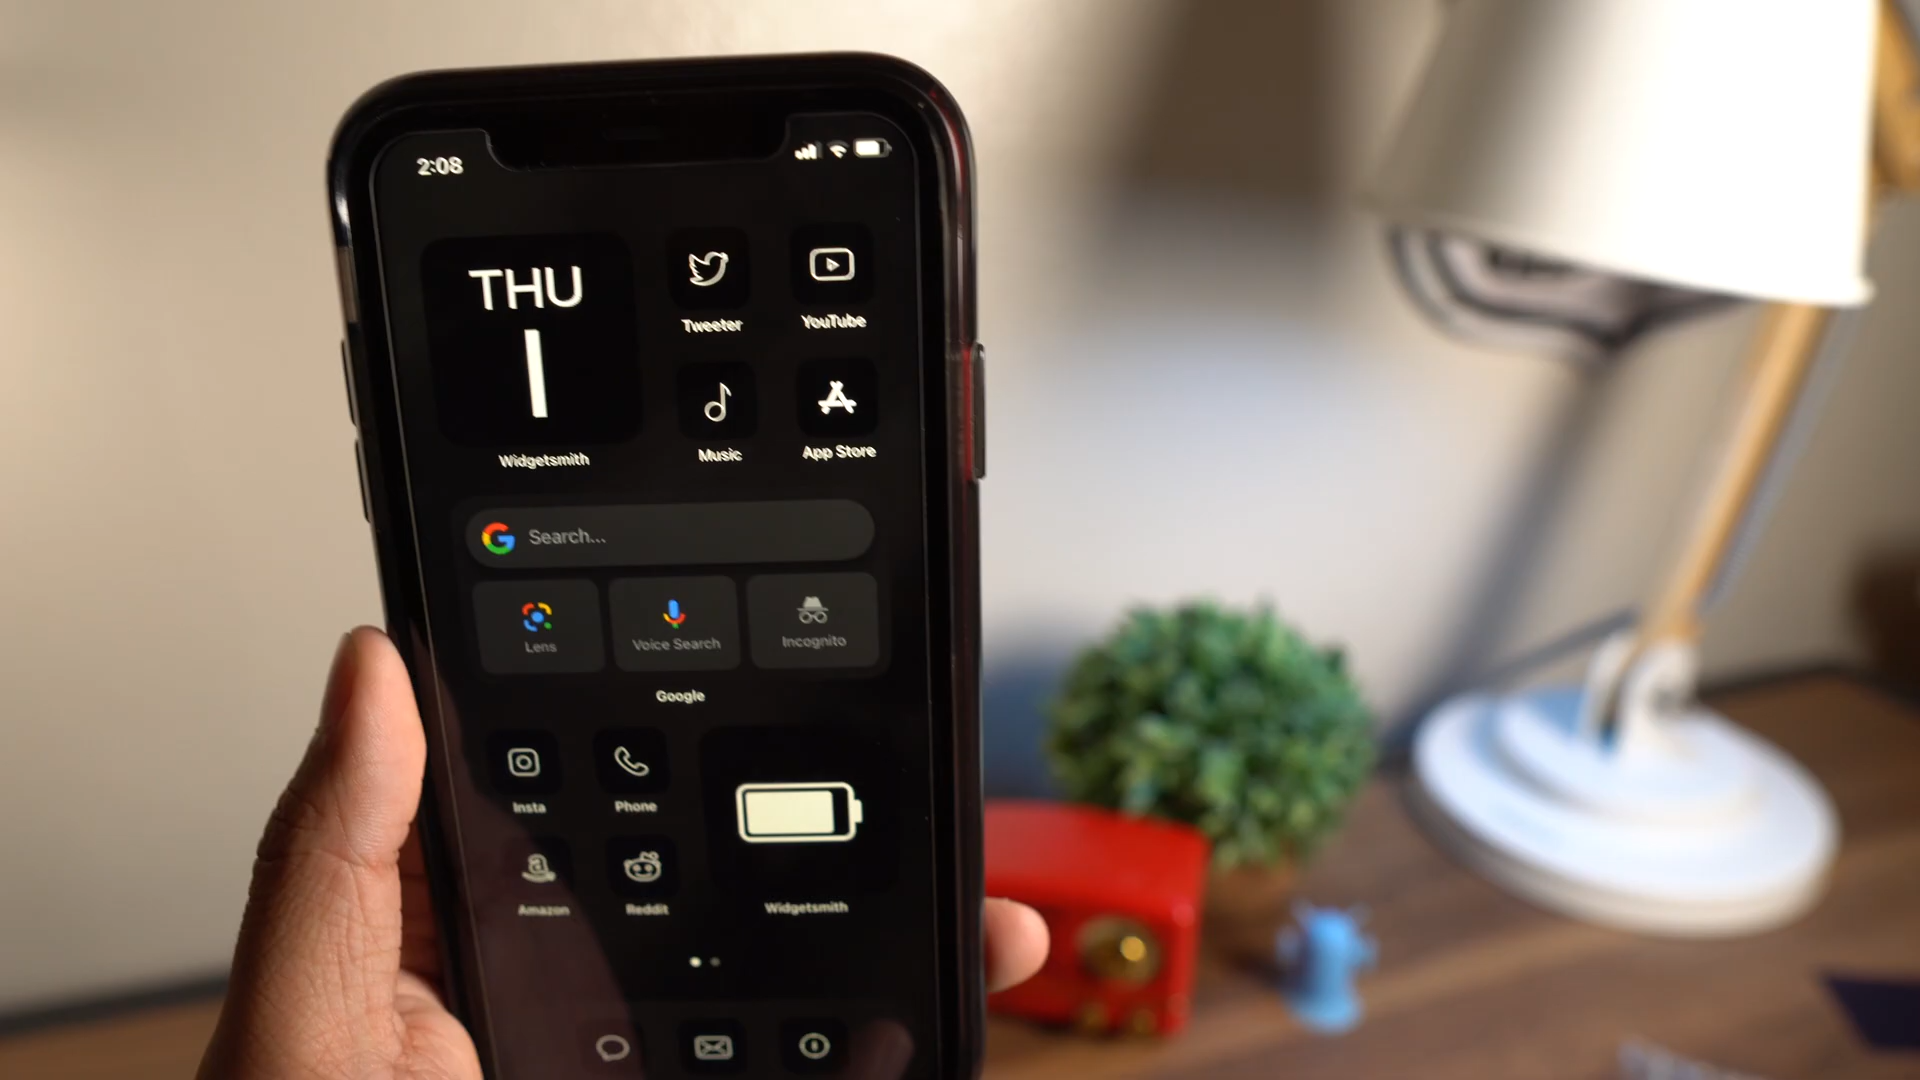 2:08
THU
1
Widgetsmith
Tweeter
YouTube
Music
App Store
Search...
Lens
Voice Search
Incognito
Google
Insta
Phone
Amazon
Reddit
Widgetsmith